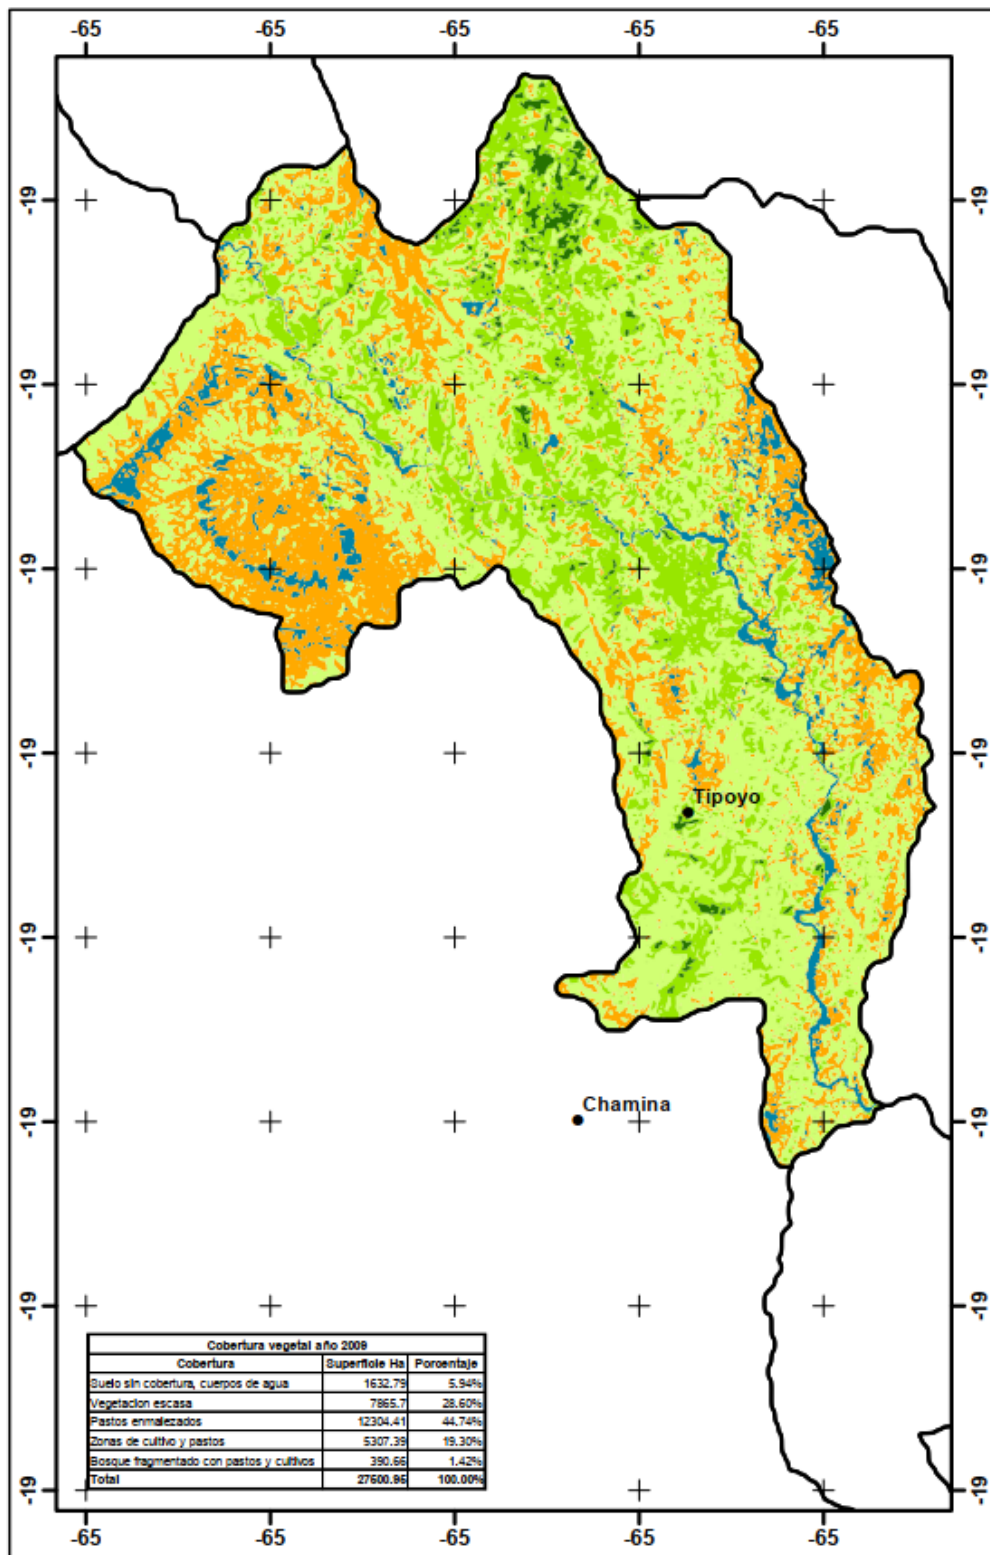 -65 -65 -65 -65 -65
-19 -19
-19 -19
-19 -19
-19 -19
Tipoyo
-19 -19
Chamina
-19 -19
-19 -19
Cobertura vegetal año 2009
Cobertura Superficie Ha Porcentaje
Suelo sin cobertura, cuerpos de agua 1632.79 5.94%
Vegetacion escasa 7865.7 28.60%
Pastos enmalezados 12304.41 44.74%
Zonas de cultivo y pastos 5307.39 19.30%
Bosque fragmentado con pastos y cultivos 390.66 1.42%
Total 27500.95 100.00%
-19 -19
-65 -65 -65 -65 -65